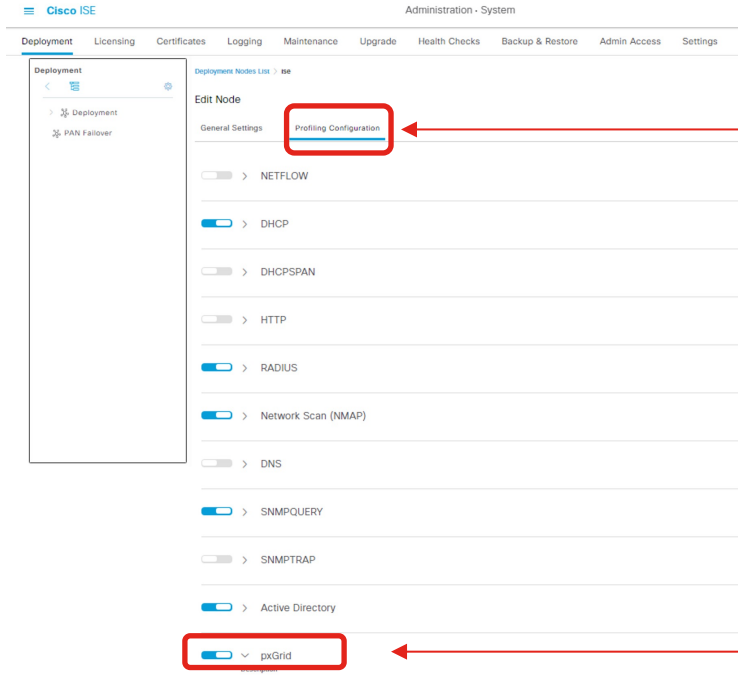 Cisco ISE
Administration · System
Deployment Licensing Certificates Logging Maintenance Upgrade Health Checks Backup & Restore Admin Access Settings
Deployment
Deployment
PAN Failover
Deployment Nodes List > ise
Edit Node
General Settings Profiling Configuration
NETFLOW
DHCP
DHCPSPAN
HTTP
RADIUS
Network Scan (NMAP)
DNS
SNMPQUERY
SNMPTRAP
Active Directory
pxGrid
Description